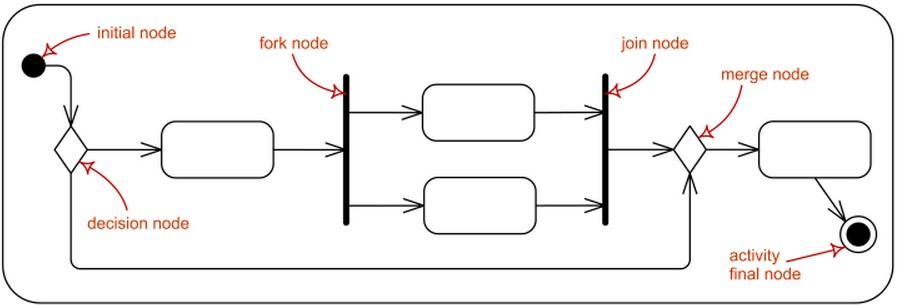 initial node
fork node
join node
merge node
decision node
activity
final node